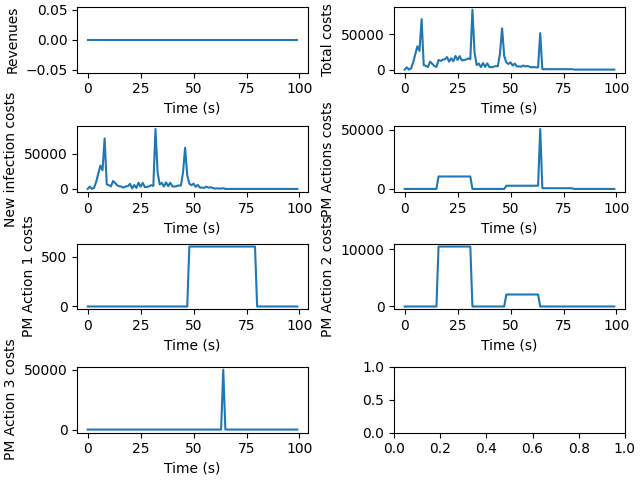 Revenues
0.05
0.00
−0.05
0 25 50 75 100
Time (s)
Total costs
50000
0
0 25 50 75 100
Time (s)
New infection costs
50000
0
0 25 50 75 100
Time (s)
PM Actions costs
50000
0
0 25 50 75 100
Time (s)
PM Action 1 costs
500
0
0 25 50 75 100
Time (s)
PM Action 2 costs
10000
0
0 25 50 75 100
Time (s)
PM Action 3 costs
50000
0
0 25 50 75 100
Time (s)
1.0
0.5
0.0
0.0 0.2 0.4 0.6 0.8 1.0